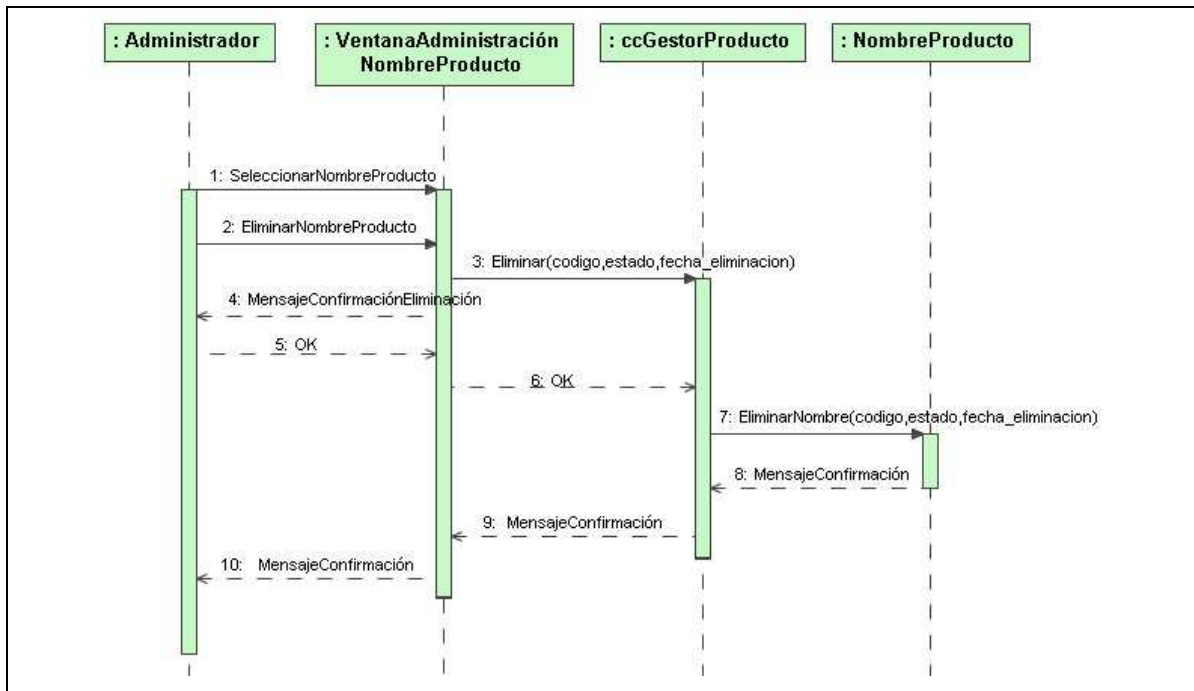 : Administrador
: VentanaAdministración
NombreProducto
: ccGestorProducto
: NombreProducto
1: SeleccionarNombreProducto
2: EliminarNombreProducto
3: Eliminar(codigo,estado,fecha_eliminacion)
4: MensajeConfirmaciónEliminación
5: OK
6: OK
7: EliminarNombre(codigo,estado,fecha_eliminacion)
8: MensajeConfirmación
9: MensajeConfirmación
10: MensajeConfirmación